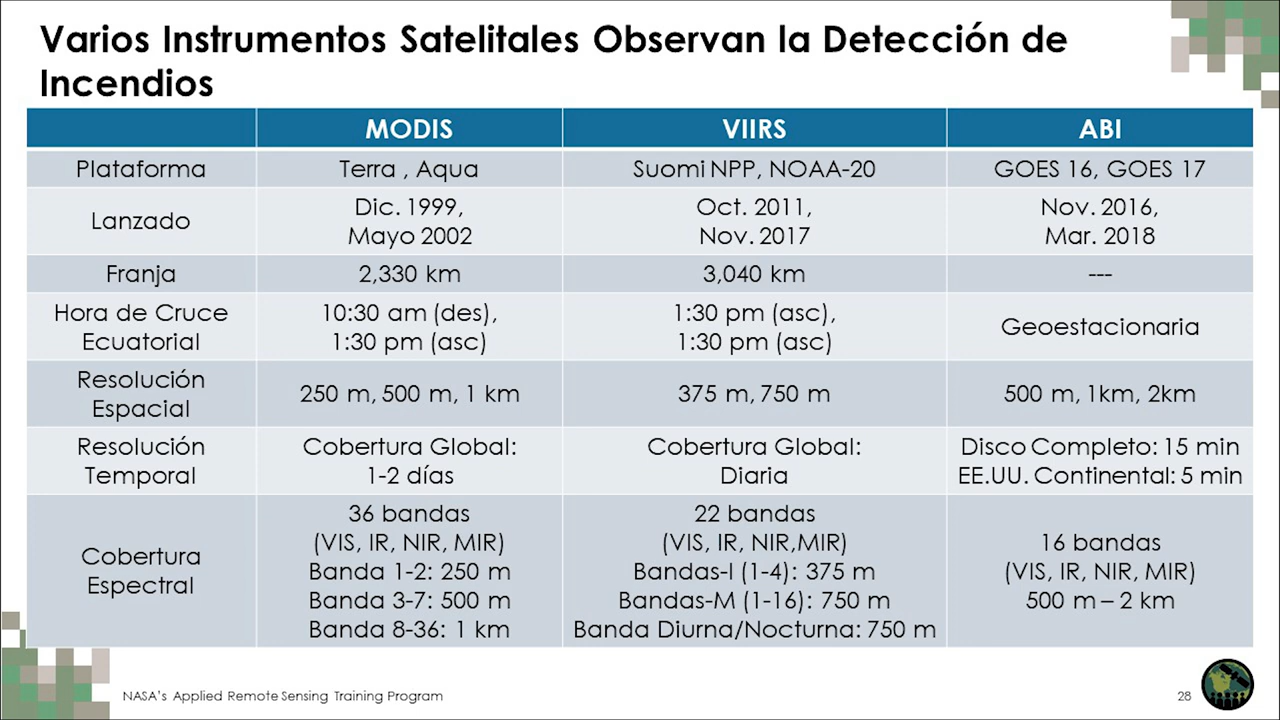 Varios Instrumentos Satelitales Observan la Detección de
Incendios
MODIS VIIRS ABI
Plataforma Terra , Aqua Suomi NPP, NOAA-20 GOES 16, GOES 17
Lanzado Dic. 1999, Mayo 2002 Oct. 2011, Nov. 2017 Nov. 2016, Mar. 2018
Franja 2,330 km 3,040 km ---
Hora de Cruce Ecuatorial 10:30 am (des), 1:30 pm (asc) 1:30 pm (asc), 1:30 pm (asc) Geoestacionaria
Resolución Espacial 250 m, 500 m, 1 km 375 m, 750 m 500 m, 1km, 2km
Resolución Temporal Cobertura Global: 1-2 días Cobertura Global: Diaria Disco Completo: 15 min EE.UU. Continental: 5 min
Cobertura Espectral
36 bandas
(VIS, IR, NIR, MIR)
Banda 1-2: 250 m
Banda 3-7: 500 m
Banda 8-36: 1 km
22 bandas
(VIS, IR, NIR,MIR)
Bandas-I (1-4): 375 m
Bandas-M (1-16): 750 m
Banda Diurna/Nocturna: 750 m
16 bandas
(VIS, IR, NIR, MIR)
500 m – 2 km
NASA's Applied Remote Sensing Training Program
28